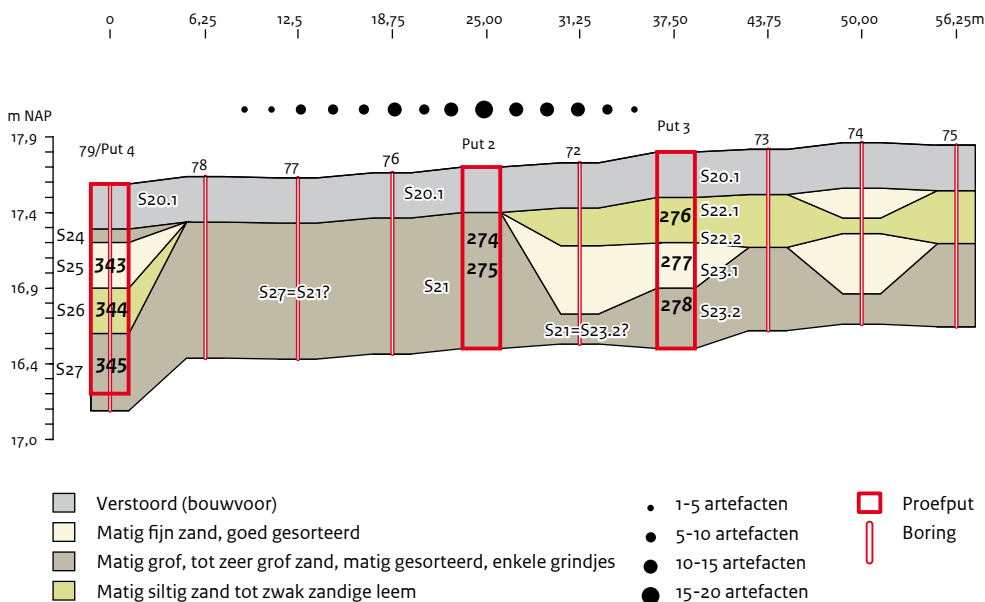 0 6,25 12,5 18,75 25,00 31,25 37,50 43,75 50,00 56,25m
m NAP
17,9
17,4
16,9
16,4
17,0
79/Put 4 78 77 76 Put 2 72 Put 3 73 74 75
S20.1 S20.1 S20.1
S24
S25 343
S26 344
S27 345
S27=S21?
S21
274
275
276 S22.1
S22.2
277 S23.1
278 S23.2
S21=S23.2?
Verstoord (bouwvoor)
Matig fijn zand, goed gesorteerd
Matig grof, tot zeer grof zand, matig gesorteerd, enkele grindjes
Matig siltig zand tot zwak zandige leem
1-5 artefacten
5-10 artefacten
10-15 artefacten
15-20 artefacten
Proefput
Boring